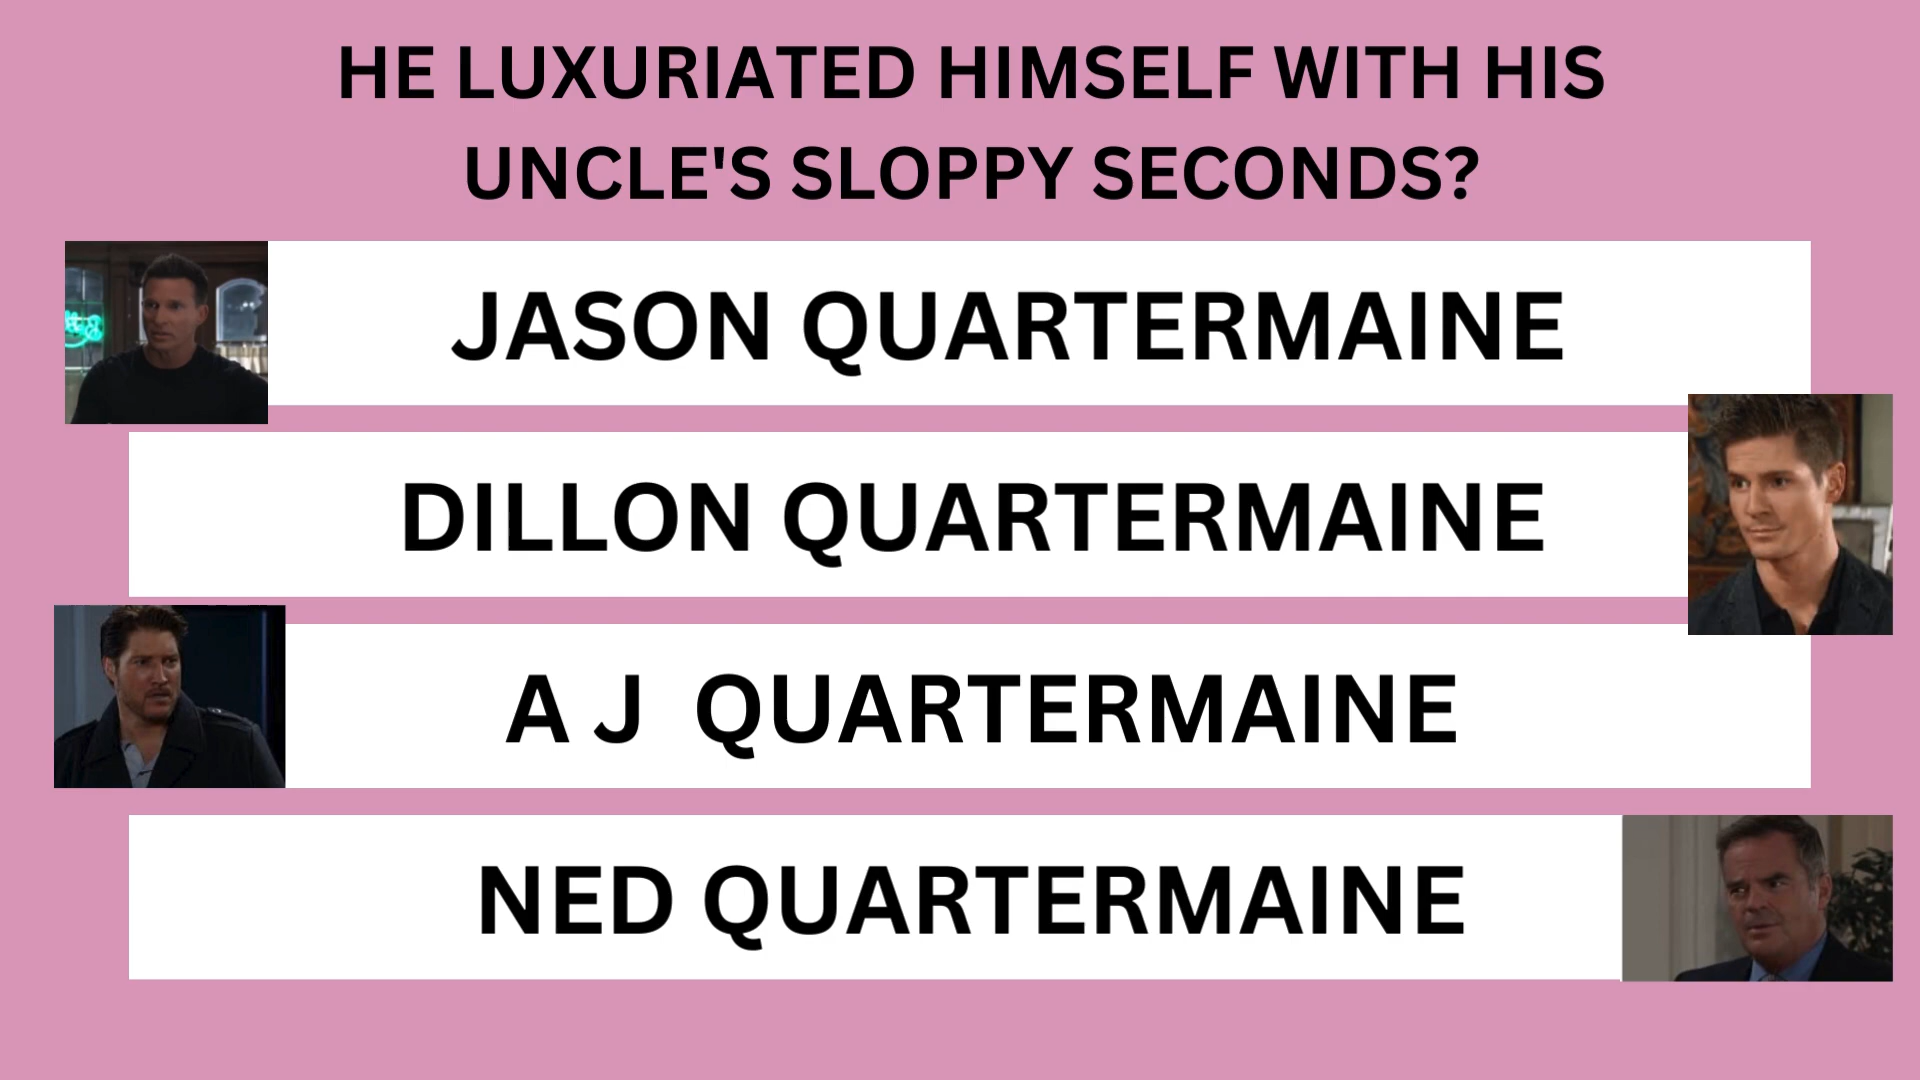 HE LUXURIATED HIMSELF WITH HIS
UNCLE'S SLOPPY SECONDS?
JASON QUARTERMAINE
DILLON QUARTERMAINE
A J QUARTERMAINE
NED QUARTERMAINE